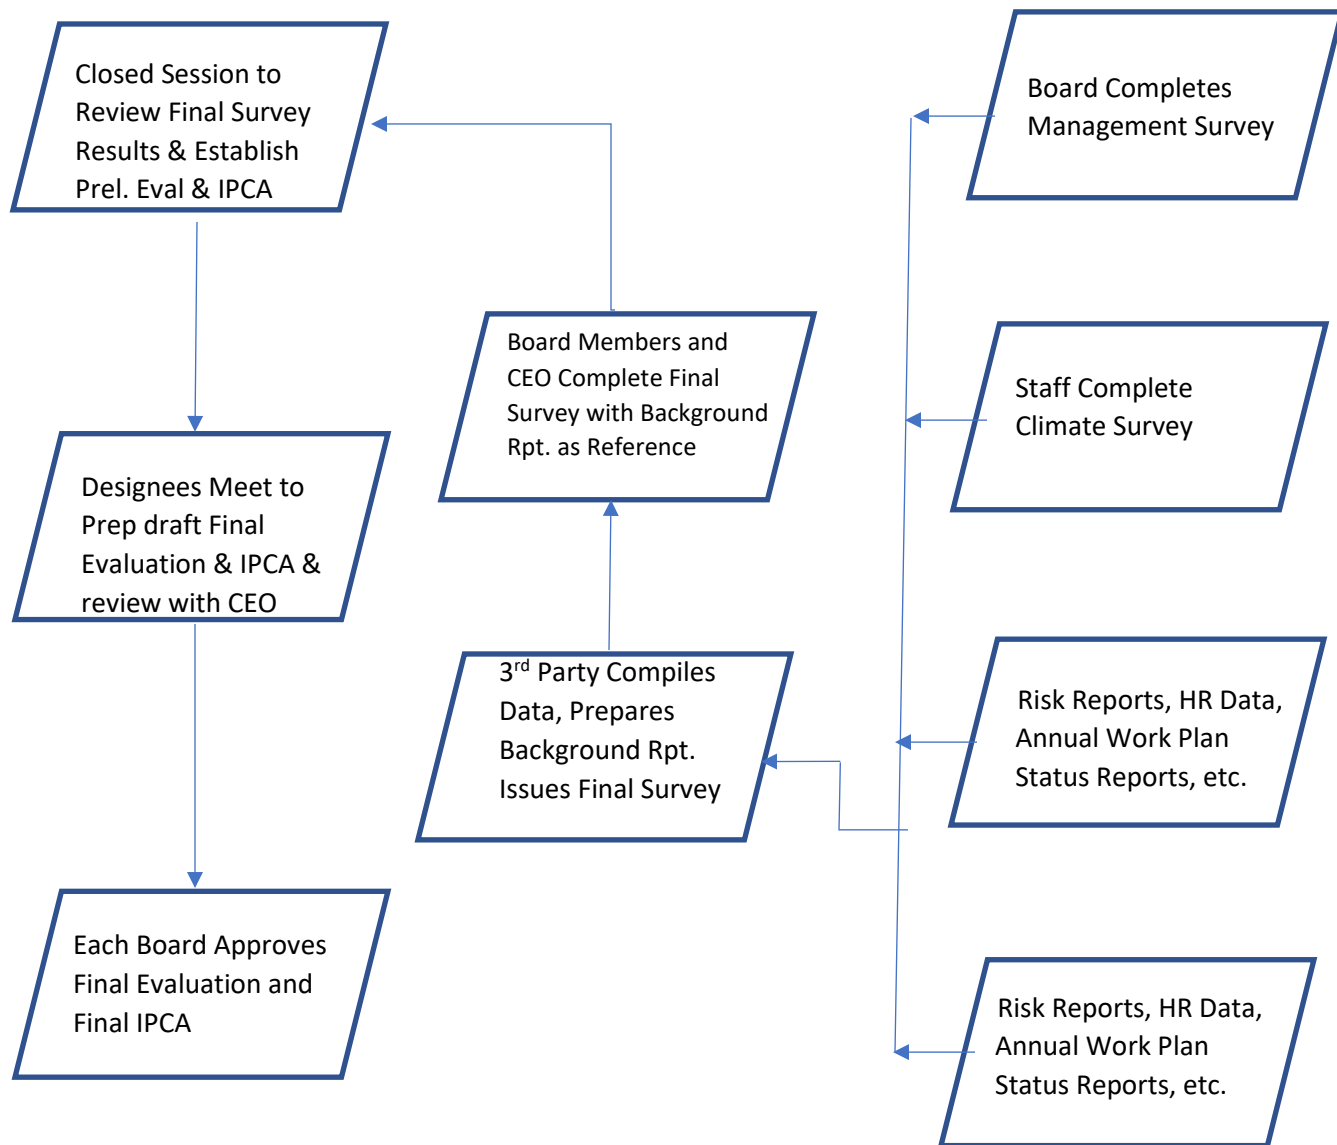 Closed Session to
Review Final Survey
Results & Establish
Prel. Eval & IPCA
Designees Meet to
Prep draft Final
Evaluation & IPCA &
review with CEO
Each Board Approves
Final Evaluation and
Final IPCA
Board Members and
CEO Complete Final
Survey with Background
Rpt. as Reference
3rd Party Compiles
Data, Prepares
Background Rpt.
Issues Final Survey
Board Completes
Management Survey
Staff Complete
Climate Survey
Risk Reports, HR Data,
Annual Work Plan
Status Reports, etc.
Risk Reports, HR Data,
Annual Work Plan
Status Reports, etc.